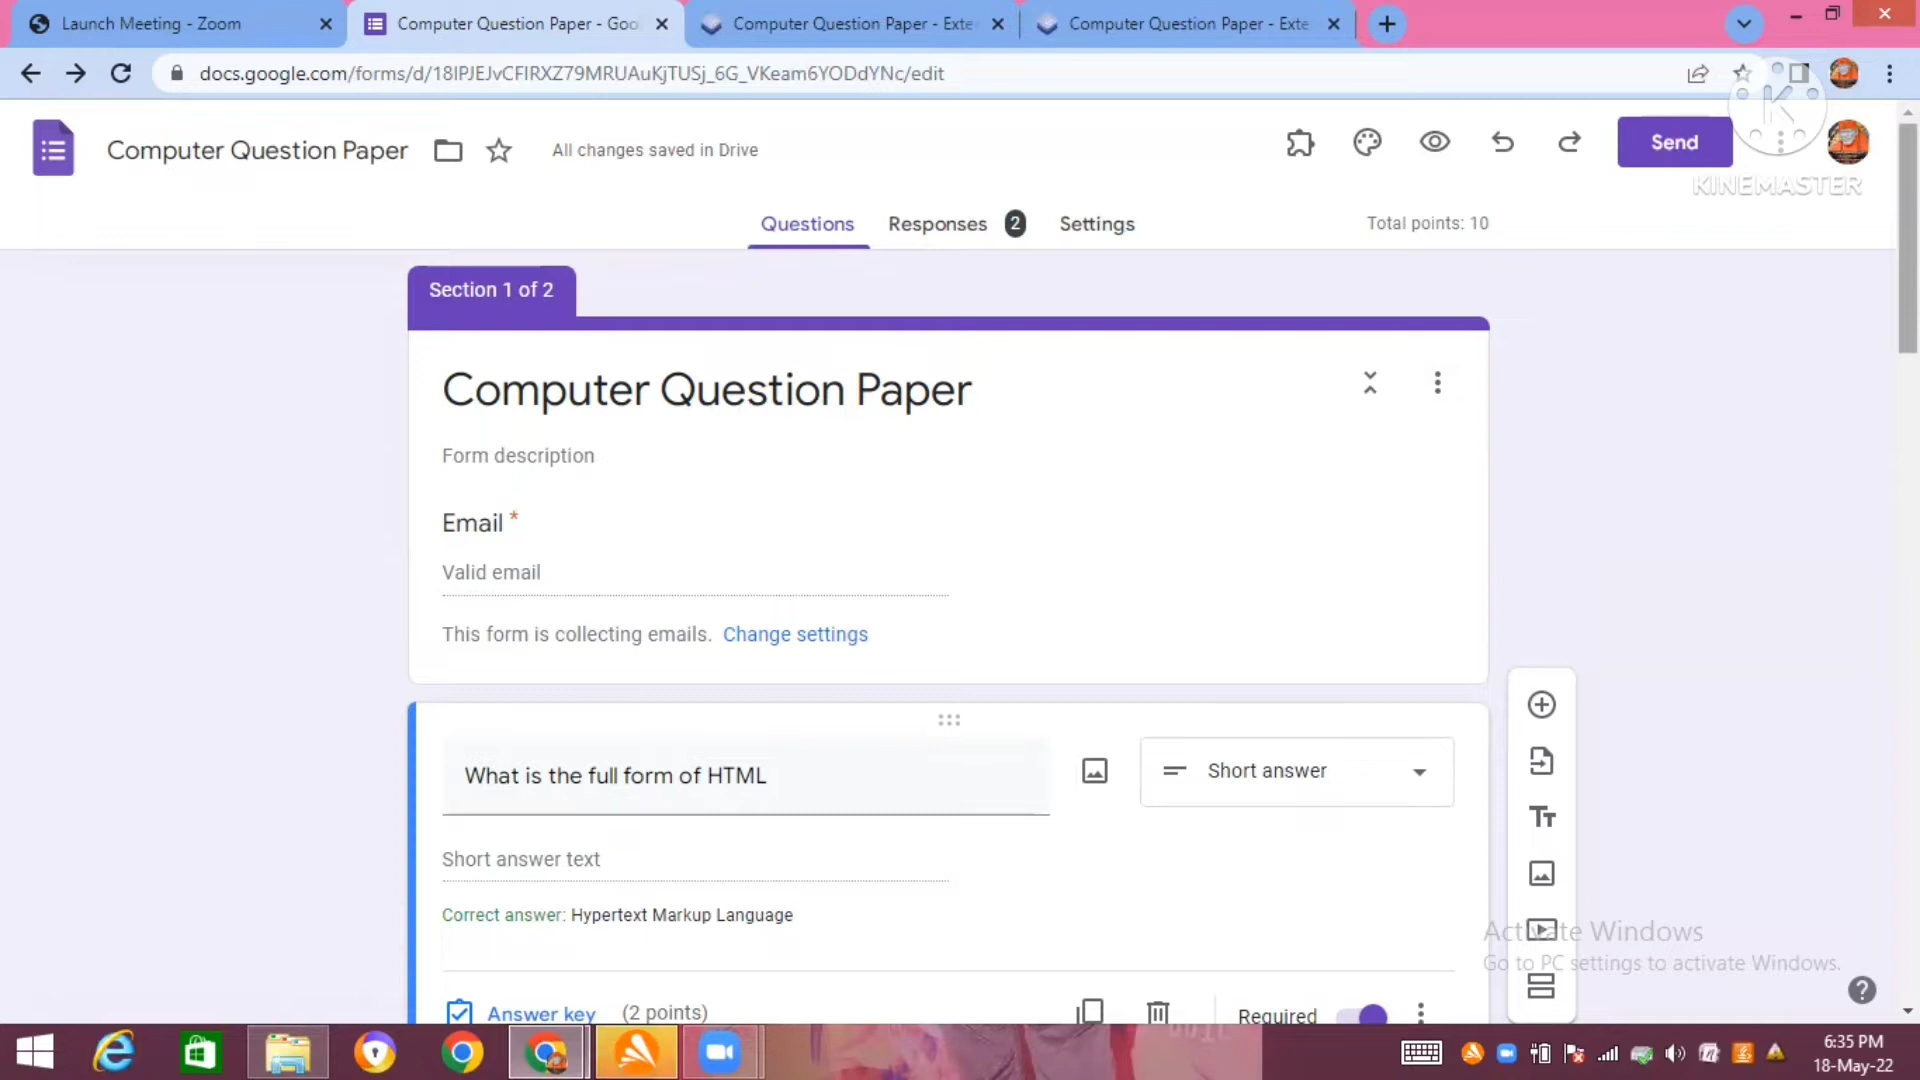 Launch Meeting - Zoom
Computer Question Paper - Goo
Computer Question Paper - Exte
Computer Question Paper - Exte
docs.google.com/forms/d/18IPJEJvCFIRXZ79MRUAuKjTUSj_6G_VKeam6YODdYNc/edit
Computer Question Paper
All changes saved in Drive
Send
KINEMASTER
Questions
Responses 2
Settings
Total points: 10
Section 1 of 2
Computer Question Paper
Form description
Email *
Valid email
This form is collecting emails. Change settings
What is the full form of HTML
Short answer
Short answer text
Correct answer: Hypertext Markup Language
Activate Windows
Go to PC settings to activate Windows.
Answer key (2 points)
Required
6:35 PM
18-May-22